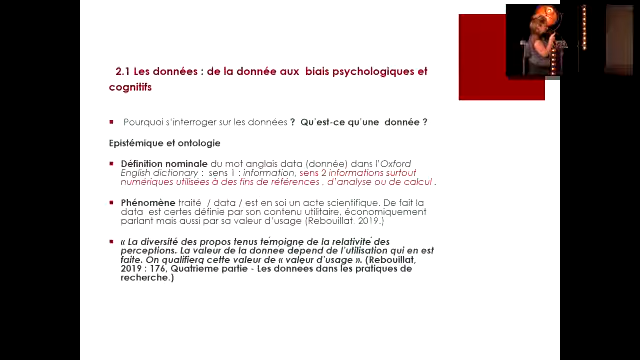 2.1 Les données : de la donnée aux biais psychologiques et
cognitifs
Pourquoi s'interroger sur les données ? Qu'est-ce qu'une donnée ?
Epistémique et ontologie
Définition nominale du mot anglais data (donnée) dans l'Oxford
English dictionary : sens 1 : information, sens 2 informations surtout
numériques utilisées à des fins de références , d'analyse ou de calcul .
Phénomène traité / data / est en soi un acte scientifique. De fait la
data est certes définie par son contenu utilitaire, économiquement
parlant mais aussi par sa valeur d'usage (Rebouillat 2019.)
« La diversité des propos tenus témoigne de la relativité des
perceptions. La valeur de la donnee depend de l'utilisation qui en est
faite. On qualifiera cette valeur de « valeur d'usage ». (Rebouillat,
2019 : 176, Quatrieme partie - Les donnees dans les pratiques de
recherche.)